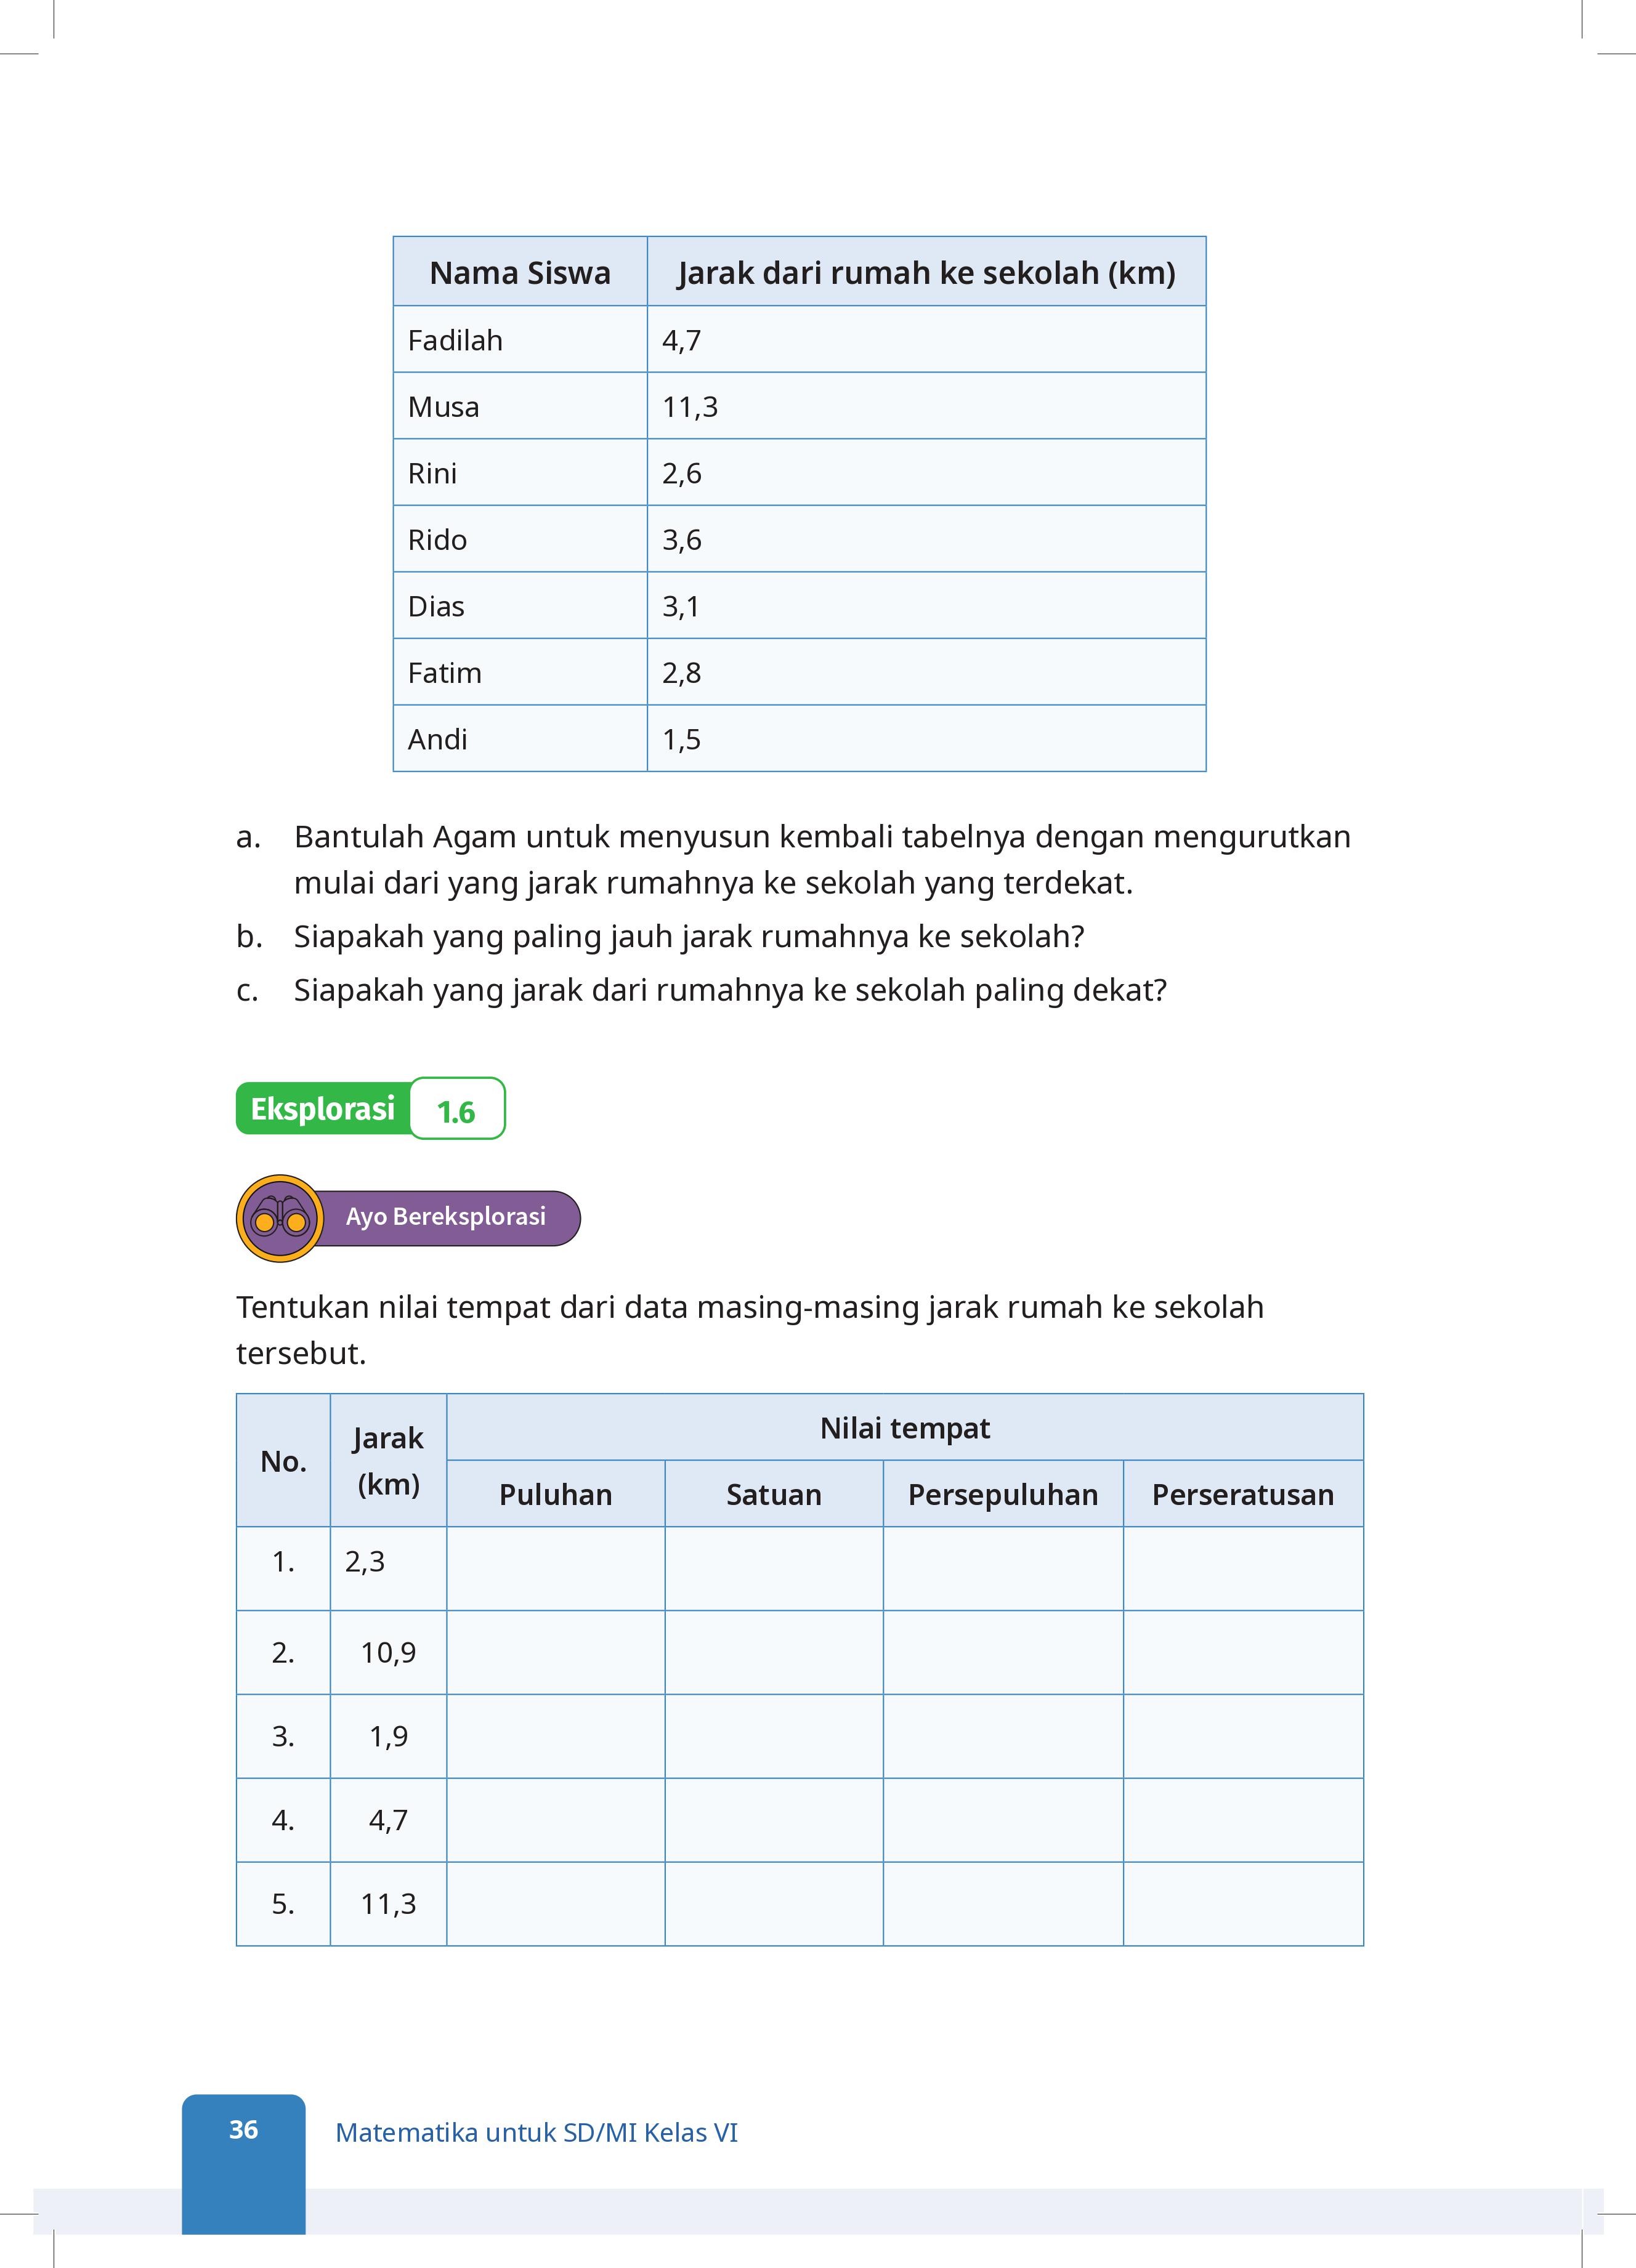 Nama Siswa Jarak dari rumah ke sekolah (km)
Fadilah 4,7
Musa 11,3
Rini 2,6
Rido 3,6
Dias 3,1
Fatim 2,8
Andi 1,5
a. Bantulah Agam untuk menyusun kembali tabelnya dengan mengurutkan
mulai dari yang jarak rumahnya ke sekolah yang terdekat.
b. Siapakah yang paling jauh jarak rumahnya ke sekolah?
c. Siapakah yang jarak dari rumahnya ke sekolah paling dekat?
Eksplorasi 1.6
Ayo Bereksplorasi
Tentukan nilai tempat dari data masing-masing jarak rumah ke sekolah
tersebut.
No. Jarak (km) Nilai tempat
Puluhan Satuan Persepuluhan Perseratusan
1. 2,3
2. 10,9
3. 1,9
4. 4,7
5. 11,3
36 Matematika untuk SD/MI Kelas VI